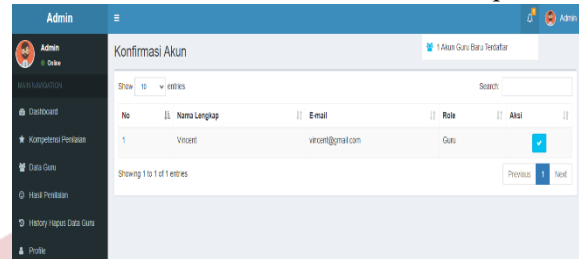 Admin
Admin
Admin
Online
Konfirmasi Akun
1 Akun Guru Baru Terdaftar
MAIN NAVIGATION
Show 10 entries
Search:
Dashboard
No Nama Lengkap E-mail Role Aksi
Kompetensi Penilaian
1 Vincent vincent@gmail.com Guru
Data Guru
Showing 1 to 1 of 1 entries
Previous 1 Next
Hasil Penilaian
History Hapus Data Guru
Profile